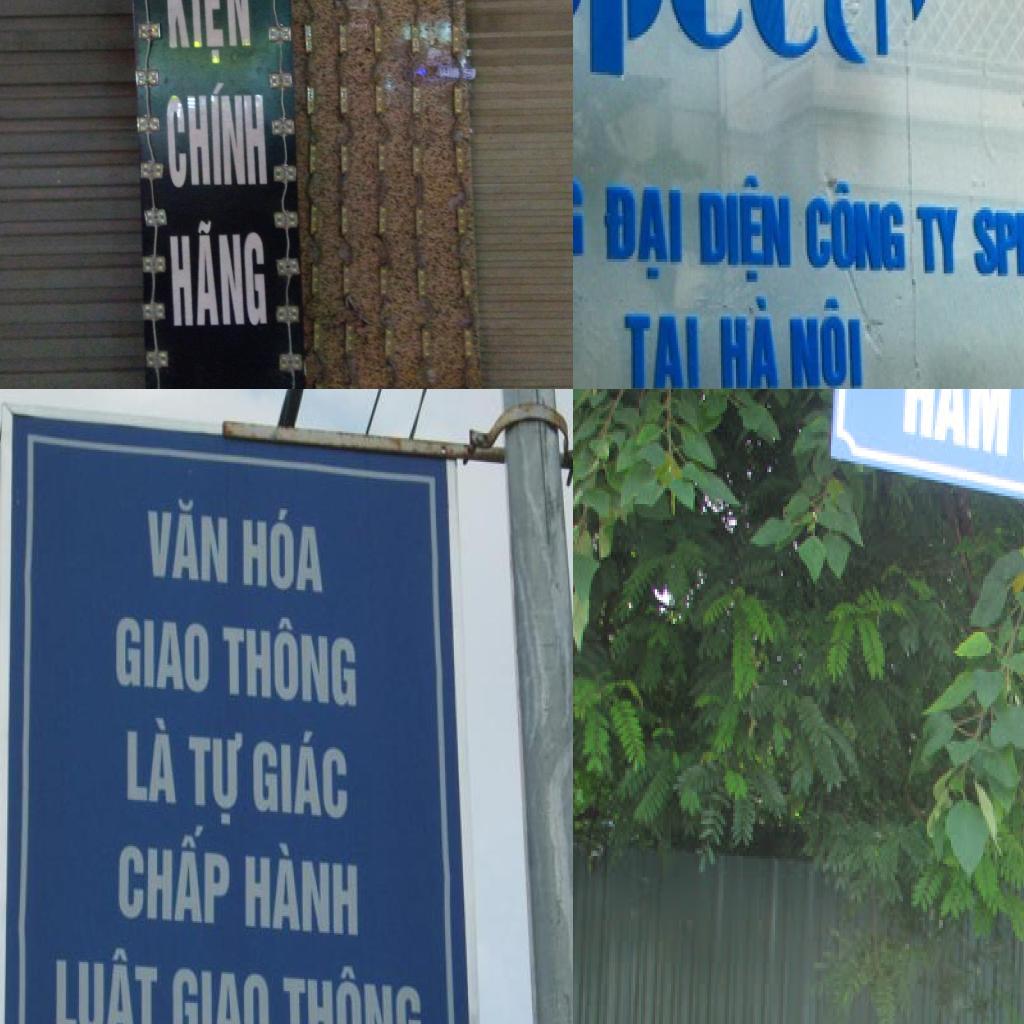 KIỆN
CHÍNH
HÃNG
ĐẠI DIỆN CÔNG TY
TẠI HÀ NỘI
VĂN HÓA
GIAO THÔNG
LÀ TỰ GIÁC
CHẤP HÀNH
LUẬT GIAO THÔNG